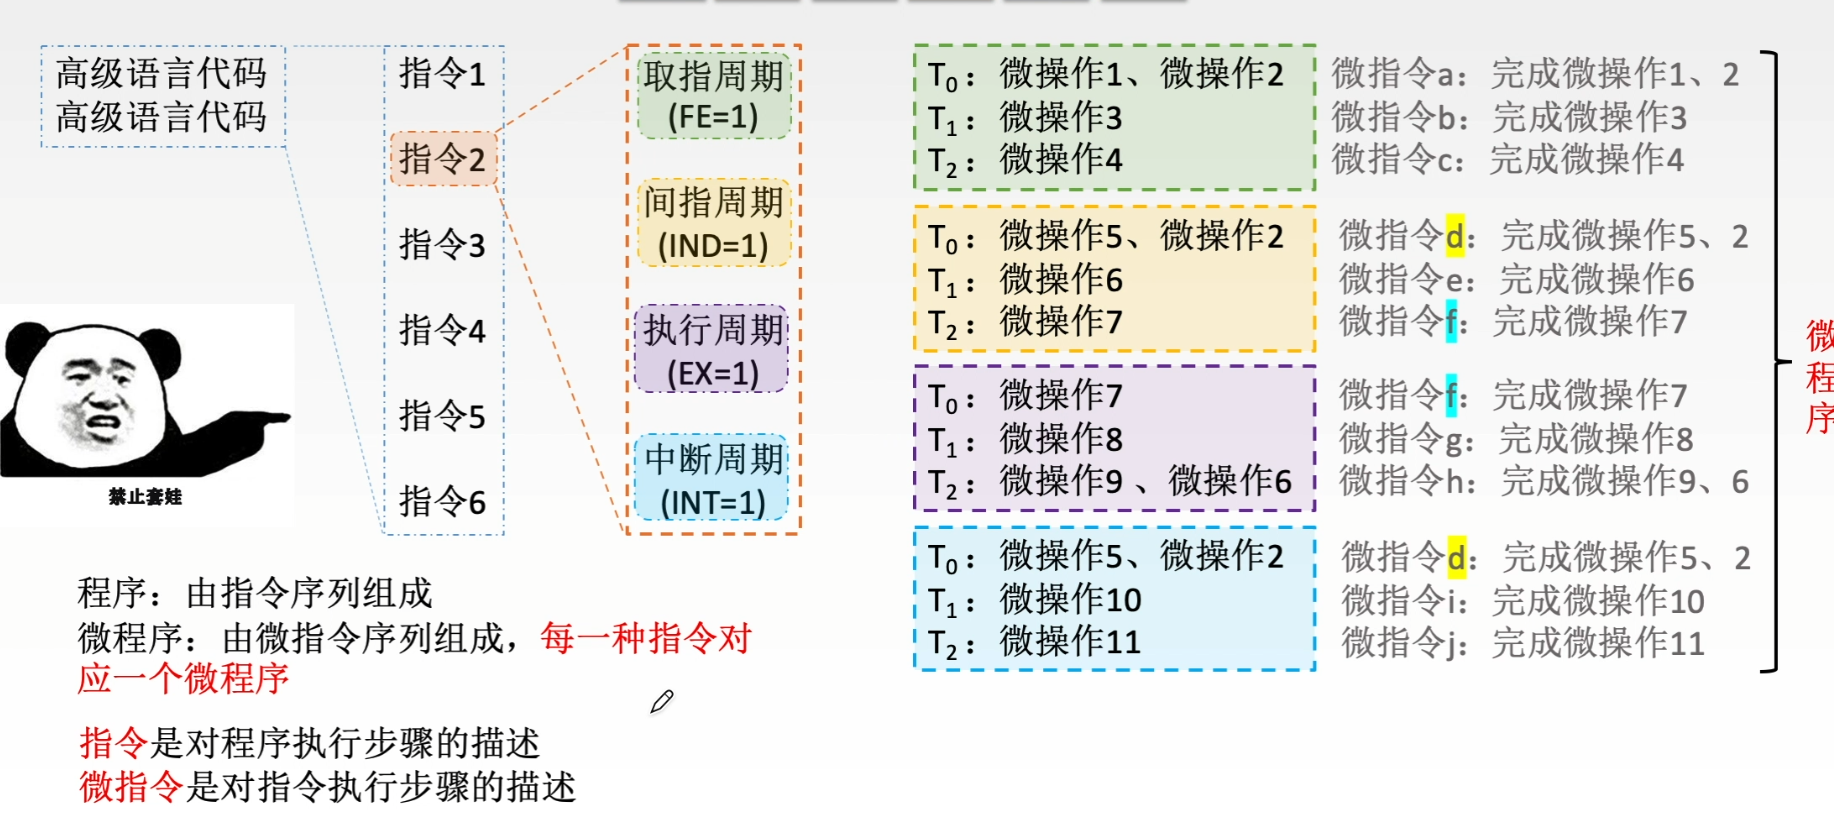 高级语言代码
高级语言代码
指令1
指令2
指令3
指令4
指令5
指令6
取指周期
(FE=1)
间指周期
(IND=1)
执行周期
(EX=1)
中断周期
(INT=1)
T₀：微操作1、微操作2
T₁：微操作3
T₂：微操作4
T₀：微操作5、微操作2
T₁：微操作6
T₂：微操作7
T₀：微操作7
T₁：微操作8
T₂：微操作9 、微操作6
T₀：微操作5、微操作2
T₁：微操作10
T₂：微操作11
微指令a：完成微操作1、2
微指令b：完成微操作3
微指令c：完成微操作4
微指令d：完成微操作5、2
微指令e：完成微操作6
微指令f：完成微操作7
微指令f：完成微操作7
微指令g：完成微操作8
微指令h：完成微操作9、6
微指令d：完成微操作5、2
微指令i：完成微操作10
微指令j：完成微操作11
微
程
序
禁止套娃
程序：由指令序列组成
微程序：由微指令序列组成，每一种指令对
应一个微程序
指令是对程序执行步骤的描述
微指令是对指令执行步骤的描述